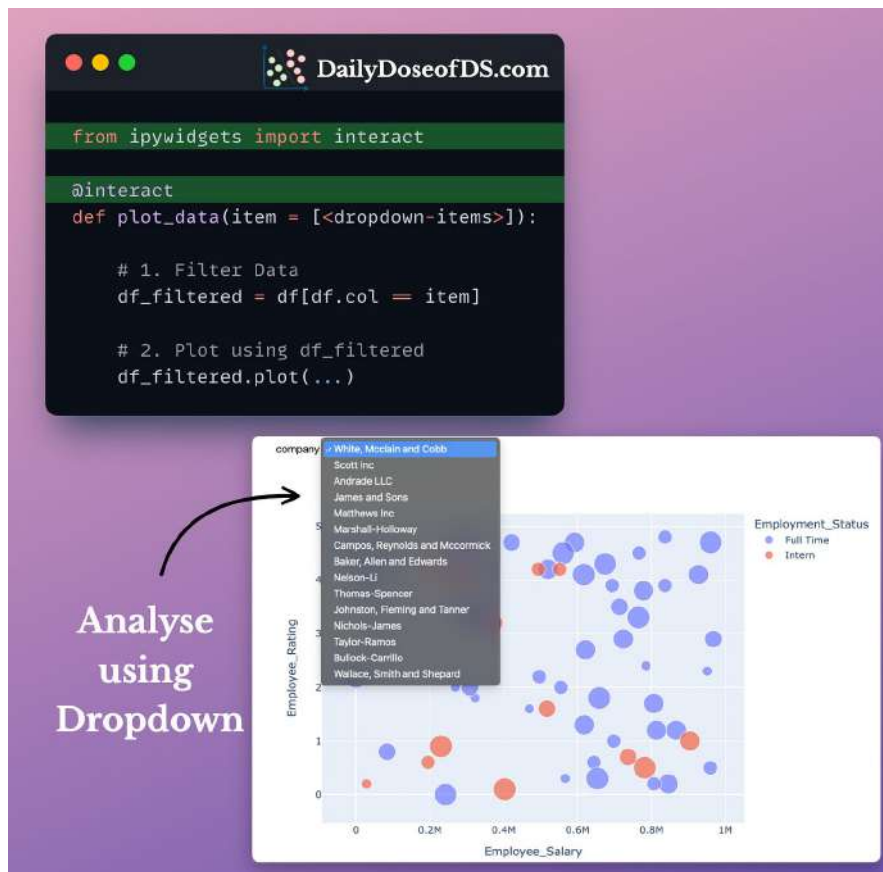 DailyDoseofDS.com
from ipywidgets import interact
@interact
def plot_data(item = [<dropdown-items>]):
# 1. Filter Data
df_filtered = df[df.col == item]
# 2. Plot using df_filtered
df_filtered.plot(...)
Analyse
using
Dropdown
company
✓ White, Mcclain and Cobb
Scott Inc
Andrade LLC
James and Sons
Matthews Inc
Marshall-Holloway
Campos, Reynolds and Mccormick
Baker, Allen and Edwards
Nelson-Li
Thomas-Spencer
Johnston, Fleming and Tanner
Nichols-James
Taylor-Ramos
Bullock-Carrillo
Wallace, Smith and Shepard
Employment_Status
Full Time
Intern
Employee_Rating
5
4
3
2
1
0
0 0.2M 0.4M 0.6M 0.8M 1M
Employee_Salary